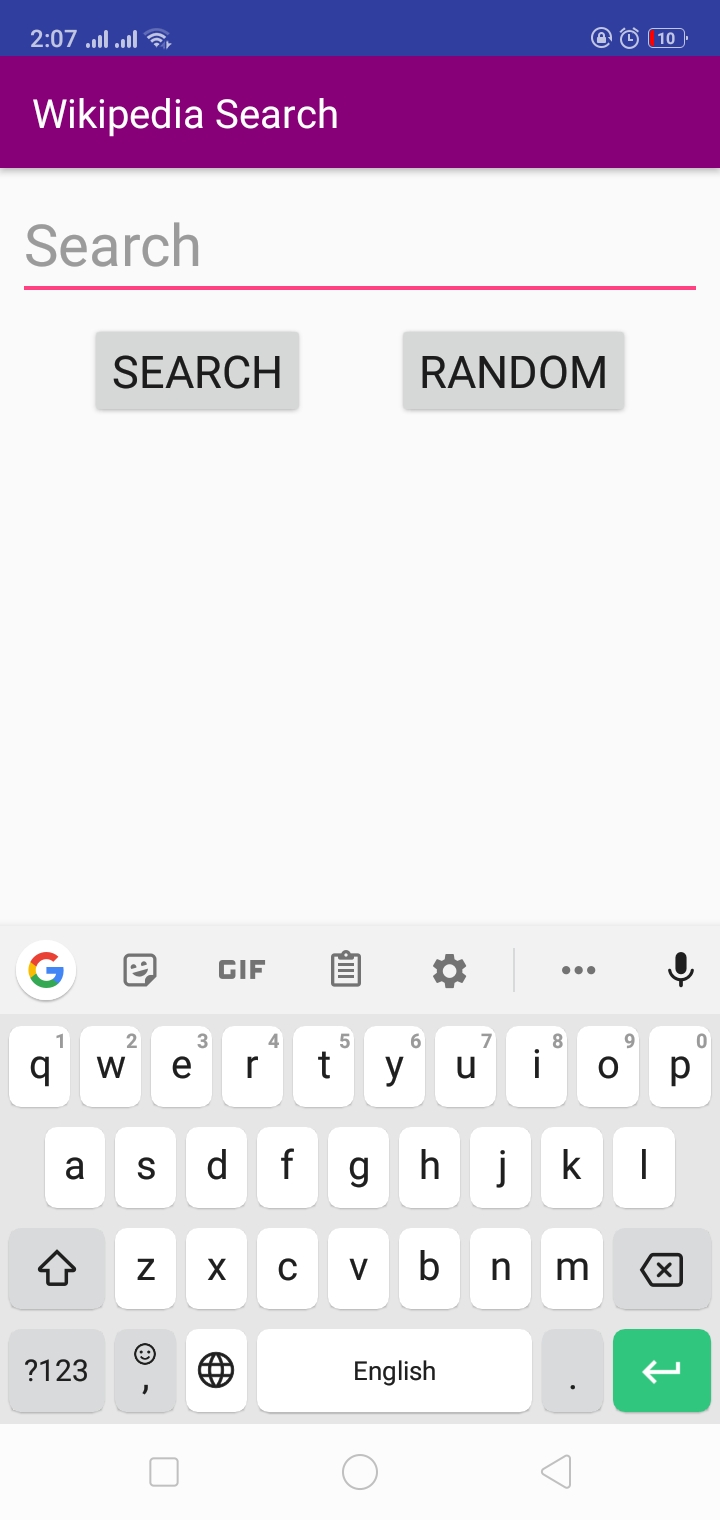 2:07 10
Wikipedia Search
Search
SEARCH RANDOM
G GIF
q 1 w 2 e 3 r 4 t 5 y 6 u 7 i 8 o 9 p 0
a s d f g h j k l
z x c v b n m
?123 , English .